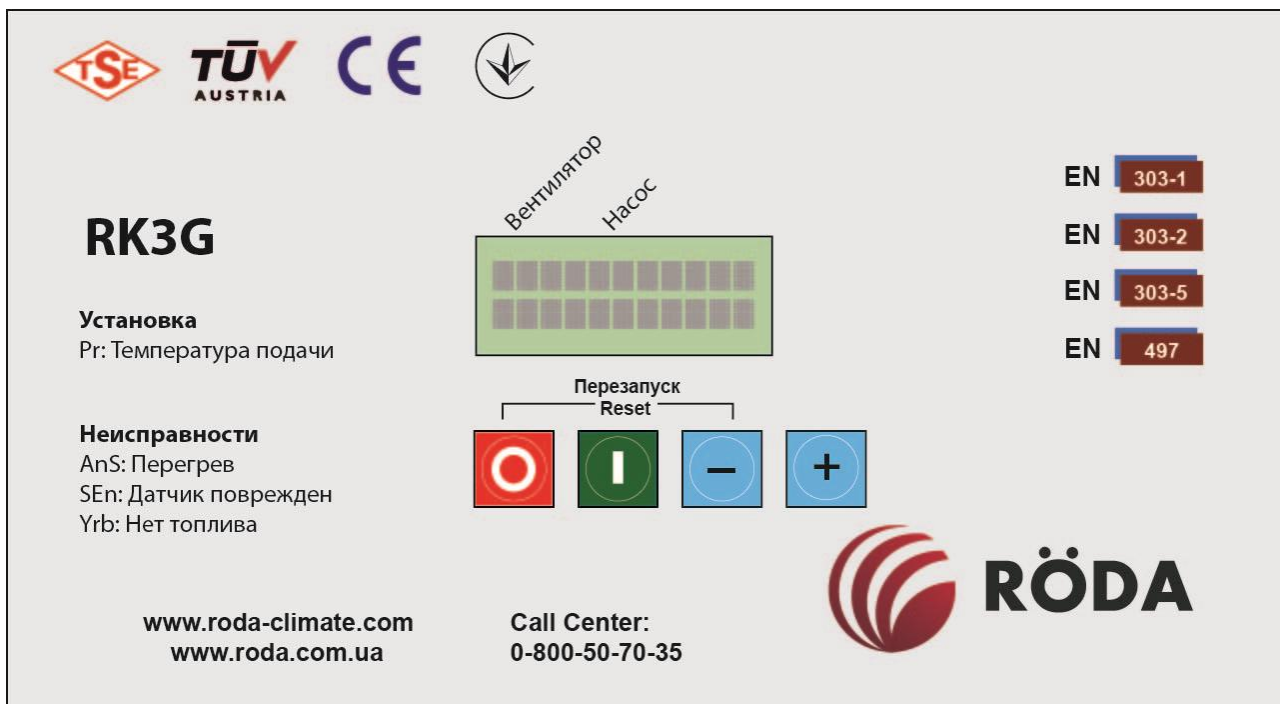 TSE
TÜV
AUSTRIA
CE
Вентилятор
Насос
RK3G
EN 303-1
EN 303-2
EN 303-5
EN 497
Установка
Pr: Температура подачи
Перезапуск
Reset
Неисправности
AnS: Перегрев
SEn: Датчик поврежден
Yrb: Нет топлива
O I − +
RÖDA
www.roda-climate.com
www.roda.com.ua
Call Center:
0-800-50-70-35